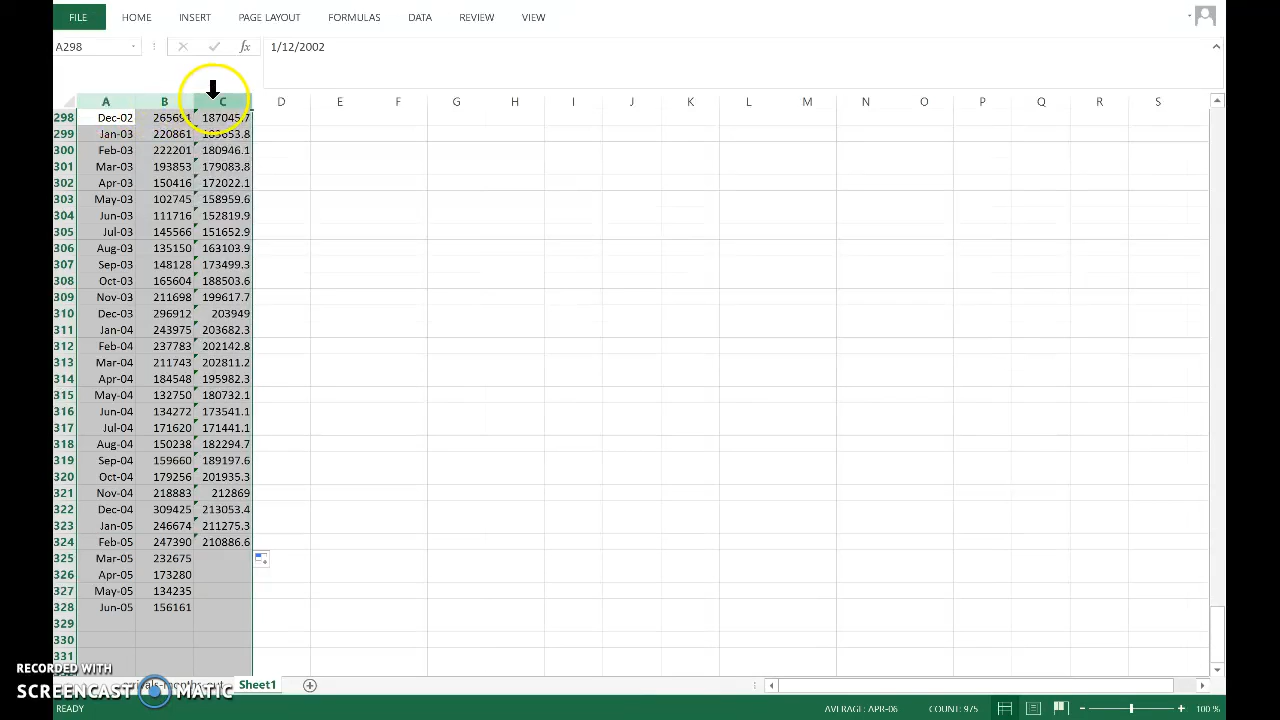 FILE HOME INSERT PAGE LAYOUT FORMULAS DATA REVIEW VIEW
A298 fx 1/12/2002
A B C D E F G H I J K L M N O P Q R S
298 Dec-02 265691
299 Jan-03 220861 183653.8
300 Feb-03 222201 180946.1
301 Mar-03 193853 179083.8
302 Apr-03 150416 172022.1
303 May-03 102745 158959.6
304 Jun-03 111716 152819.9
305 Jul-03 145566 151652.9
306 Aug-03 135150 163103.9
307 Sep-03 148128 173499.3
308 Oct-03 165604 188503.6
309 Nov-03 211698 199617.7
310 Dec-03 296912 203949
311 Jan-04 243975 203682.3
312 Feb-04 237783 202142.8
313 Mar-04 211743 202811.2
314 Apr-04 184548 195982.3
315 May-04 132750 180732.1
316 Jun-04 134272 173541.1
317 Jul-04 171620 171441.1
318 Aug-04 150238 182294.7
319 Sep-04 159660 189197.6
320 Oct-04 179256 201935.3
321 Nov-04 218883 212869
322 Dec-04 309425 213053.4
323 Jan-05 246674 211275.3
324 Feb-05 247390 210886.6
325 Mar-05 232675
326 Apr-05 173280
327 May-05 134235
328 Jun-05 156161
329
330
331
RECORDED WITH
SCREENCAST MATIC
Sheet1
READY AVERAGE: APR-06 COUNT: 975 100 %